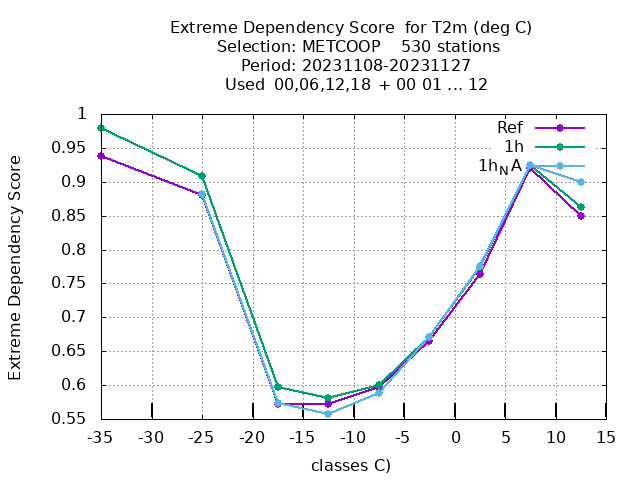 Extreme Dependency Score for T2m (deg C)
Selection: METCOOP 530 stations
Period: 20231108-20231127
Used 00,06,12,18 + 00 01 ... 12
Extreme Dependency Score
1
0.95
0.9
0.85
0.8
0.75
0.7
0.65
0.6
0.55
Ref
1h
1h_N A
-35 -30 -25 -20 -15 -10 -5 0 5 10 15
classes C)